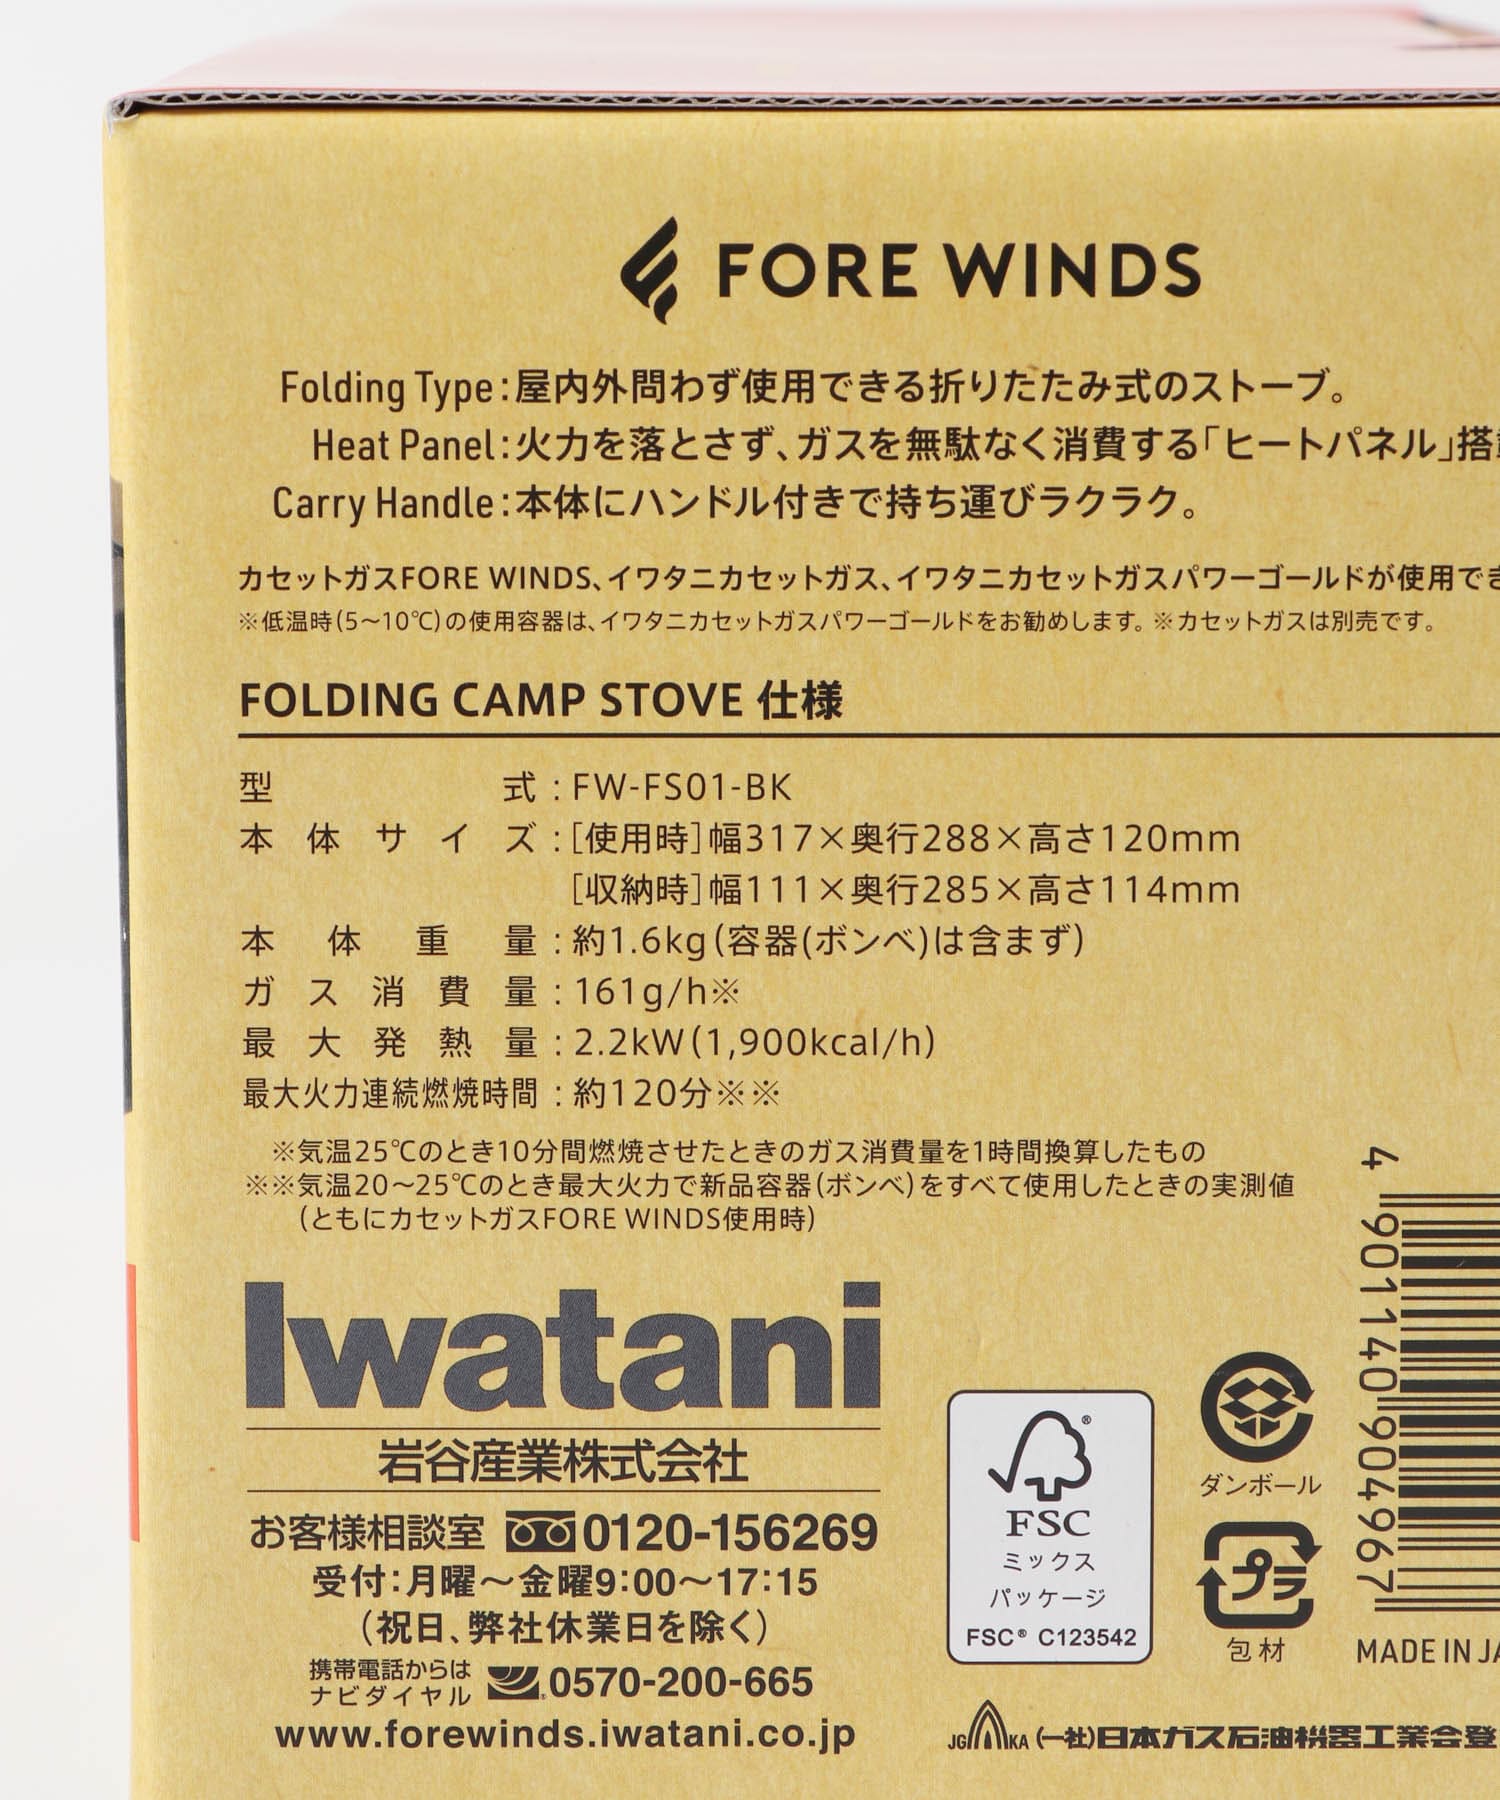 FORE WINDS
Folding Type:屋内外問わず使用できる折りたたみ式のストーブ。
Heat Panel:火力を落とさず、ガスを無駄なく消費する「ヒートパネル」搭
Carry Handle:本体にハンドル付きで持ち運びラクラク。
カセットガスFORE WINDS、イワタニカセットガス、イワタニカセットガスパワーゴールドが使用でき
※低温時(5~10℃)の使用容器は、イワタニカセットガスパワーゴールドをお勧めします。※カセットガスは別売です。
FOLDING CAMP STOVE 仕様
型式:FW-FS01-BK
本体サイズ:[使用時]幅317×奥行288×高さ120mm
[収納時]幅111×奥行285×高さ114mm
本体重量:約1.6kg(容器(ボンベ)は含まず)
ガス消費量:161g/h※
最大発熱量:2.2kW(1,900kcal/h)
最大火力連続燃焼時間:約120分※※
※気温25℃のとき10分間燃焼させたときのガス消費量を1時間換算したもの
※※気温20~25℃のとき最大火力で新品容器(ボンベ)をすべて使用したときの実測値
(ともにカセットガスFORE WINDS使用時)
Iwatani
岩谷産業株式会社
お客様相談室 0120-156269
受付:月曜~金曜9:00~17:15
(祝日、弊社休業日を除く)
携帯電話からは
ナビダイヤル 0570-200-665
www.forewinds.iwatani.co.jp
FSC
ミックス
パッケージ
FSC® C123542
ダンボール
プラ
包材
4 901140 904967
MADE IN JA
JGKA (一社)日本ガス石油機器工業会登